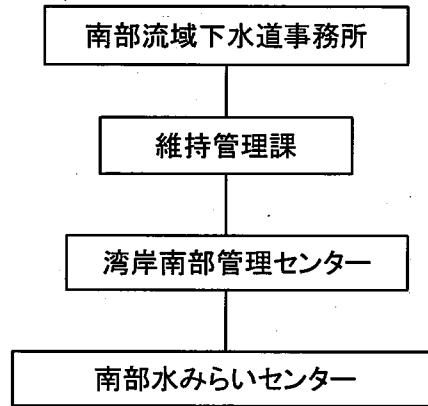 南部流域下水道事務所
維持管理課
湾岸南部管理センター
南部水みらいセンター